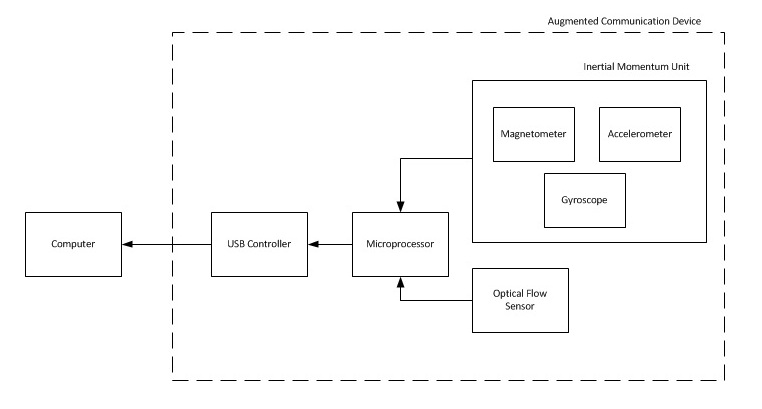 Augmented Communication Device
Inertial Momentum Unit
Magnetometer
Accelerometer
Gyroscope
Computer
USB Controller
Microprocessor
Optical Flow
Sensor